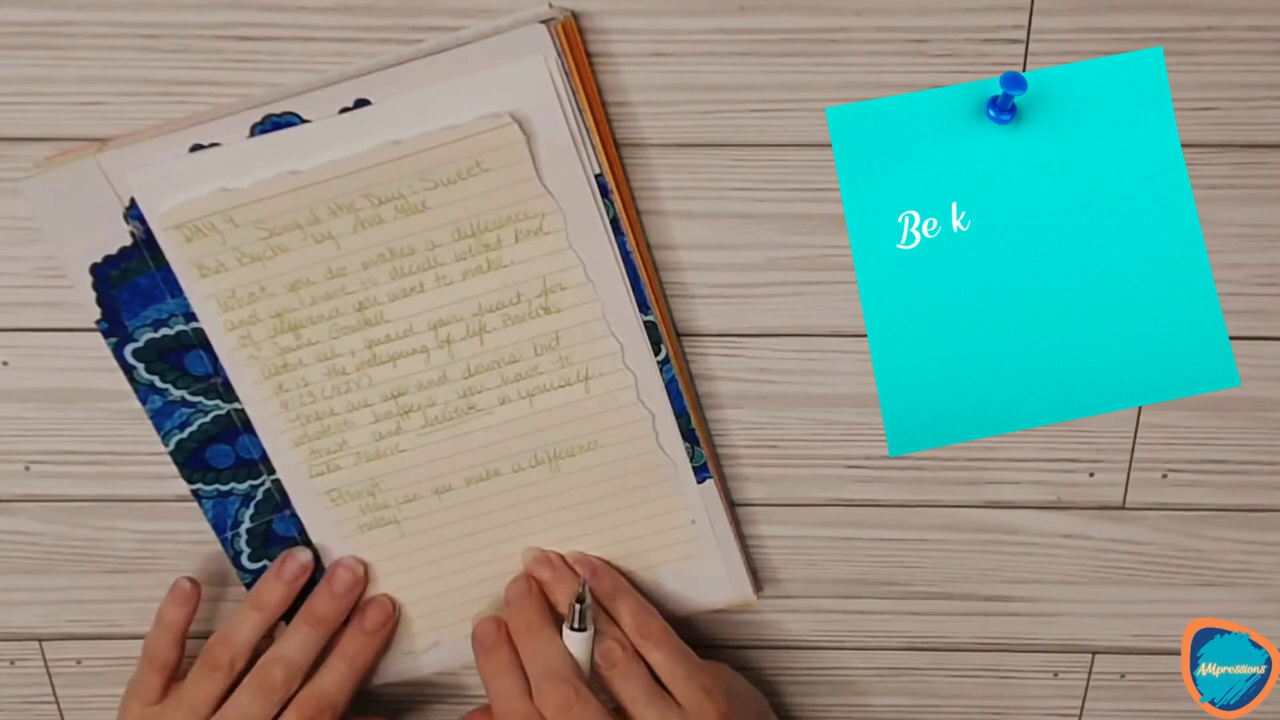 DAY 4
Song of the Day: Sweet
But Psycho by Ava Max
What you do makes a difference,
and you have to decide what kind
of difference you want to make.
Jane Goodall
Above all, guard your heart, for
it is the wellspring of life. Proverbs
4:23 (NIV)
There are ups and downs but
whatever happens, you have to
trust and believe in yourself.
Luka Modric
Prompt
How can you make a difference
today?
Be k
AMpressions